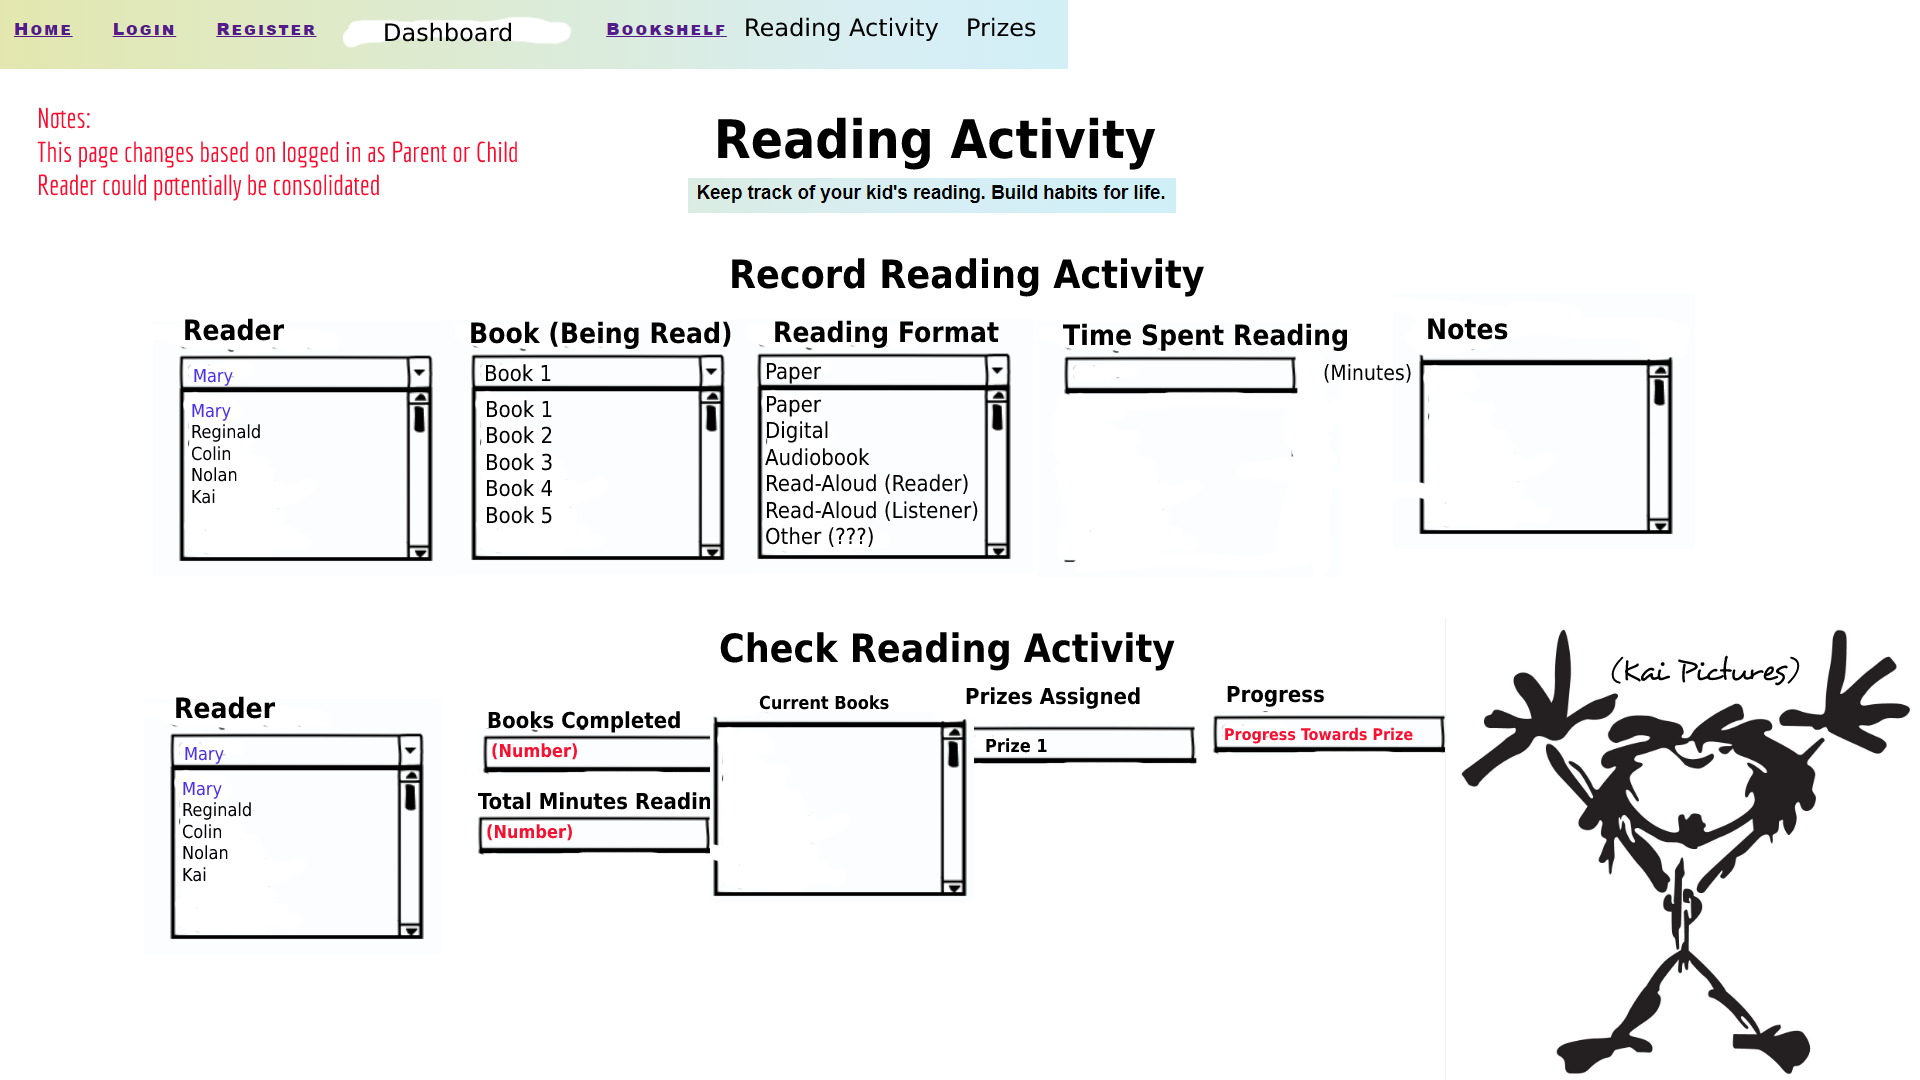 Home Login Register Dashboard Bookshelf Reading Activity Prizes
Notes:
This page changes based on logged in as Parent or Child
Reader could potentially be consolidated
Reading Activity
Keep track of your kid's reading. Build habits for life.
Record Reading Activity
Reader
Mary
Mary
Reginald
Colin
Nolan
Kai
Book (Being Read)
Book 1
Book 1
Book 2
Book 3
Book 4
Book 5
Reading Format
Paper
Paper
Digital
Audiobook
Read-Aloud (Reader)
Read-Aloud (Listener)
Other (???)
Time Spent Reading
(Minutes)
Notes
Check Reading Activity
Reader
Mary
Mary
Reginald
Colin
Nolan
Kai
Books Completed
(Number)
Total Minutes Readin
(Number)
Current Books
Prizes Assigned
Prize 1
Progress
Progress Towards Prize
(Kai Pictures)